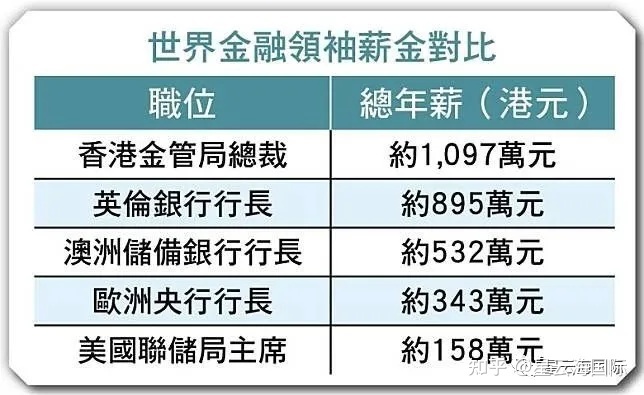 世界金融領袖薪金對比
職位 總年薪（港元）
香港金管局總裁 約1,097萬元
英倫銀行行長 約895萬元
澳洲儲備銀行行長 約532萬元
歐洲央行行長 約343萬元
美國聯儲局主席 約158萬元
知乎 @星云海国际